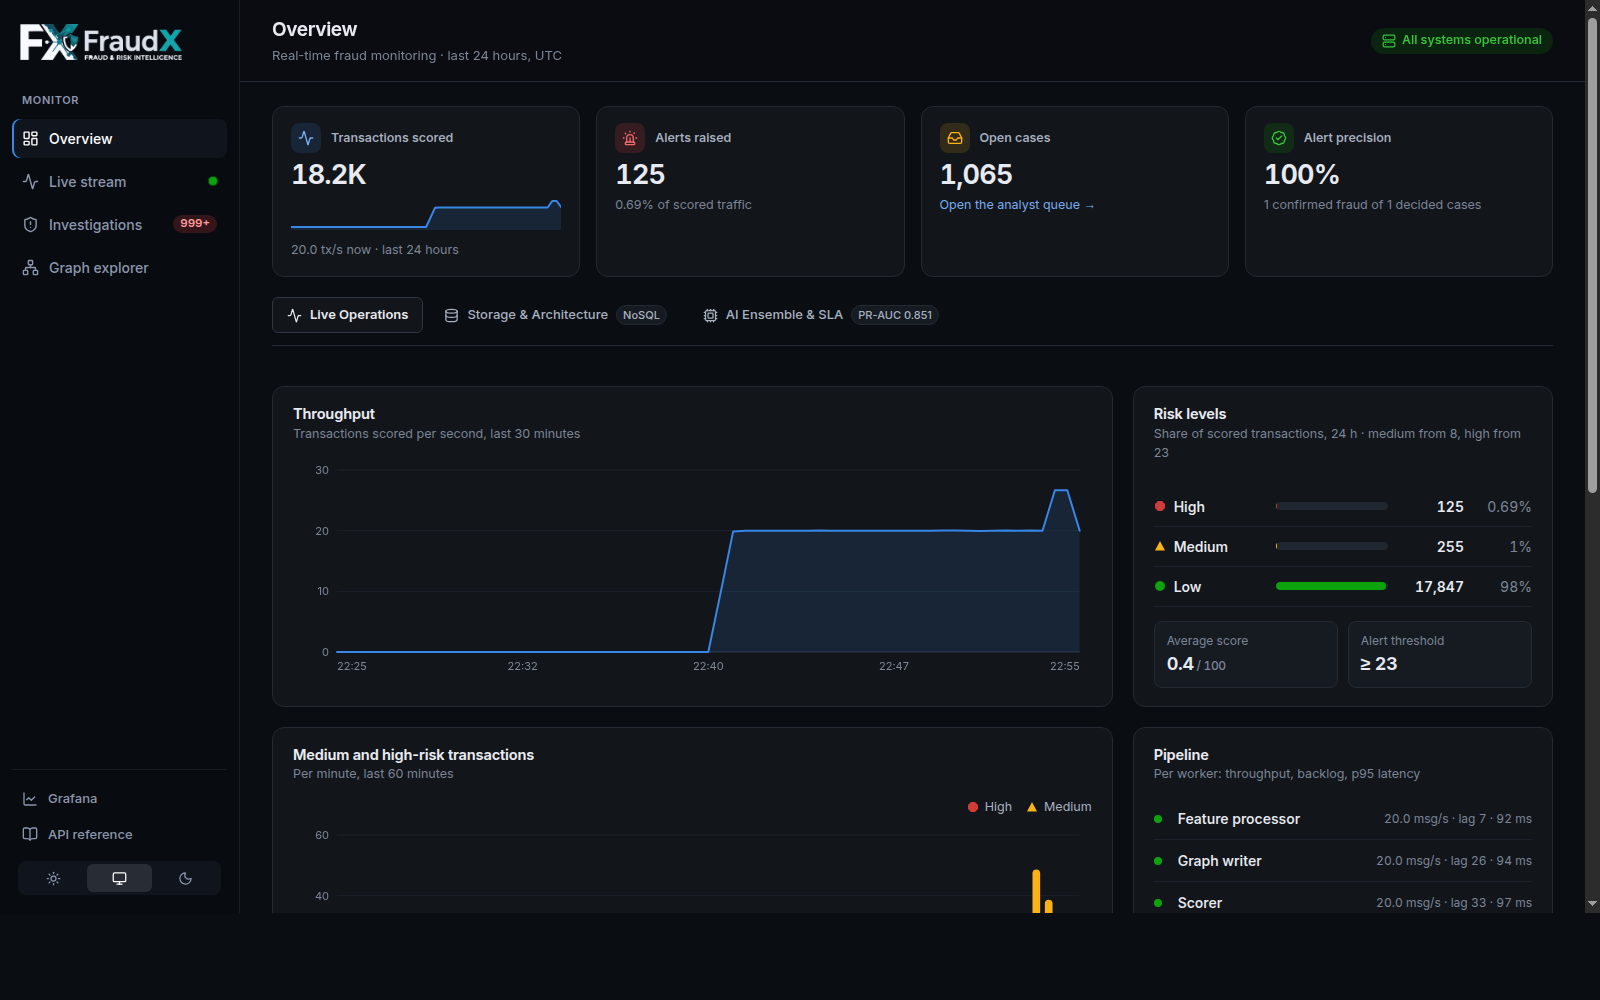 FX FraudX
FRAUD & RISK INTELLIGENCE
MONITOR
Overview
Live stream
Investigations 999+
Graph explorer
Grafana
API reference
Overview
Real-time fraud monitoring · last 24 hours, UTC
All systems operational
Transactions scored
18.2K
20.0 tx/s now · last 24 hours
Alerts raised
125
0.69% of scored traffic
Open cases
1,065
Open the analyst queue →
Alert precision
100%
1 confirmed fraud of 1 decided cases
Live Operations
Storage & Architecture NoSQL
AI Ensemble & SLA PR-AUC 0.851
Throughput
Transactions scored per second, last 30 minutes
30
20
10
0
22:25 22:32 22:40 22:47 22:55
Risk levels
Share of scored transactions, 24 h · medium from 8, high from
23
High 125 0.69%
Medium 255 1%
Low 17,847 98%
Average score
0.4 / 100
Alert threshold
≥ 23
Medium and high-risk transactions
Per minute, last 60 minutes
High Medium
60
40
Pipeline
Per worker: throughput, backlog, p95 latency
Feature processor 20.0 msg/s · lag 7 · 92 ms
Graph writer 20.0 msg/s · lag 26 · 94 ms
Scorer 20.0 msg/s · lag 33 · 97 ms